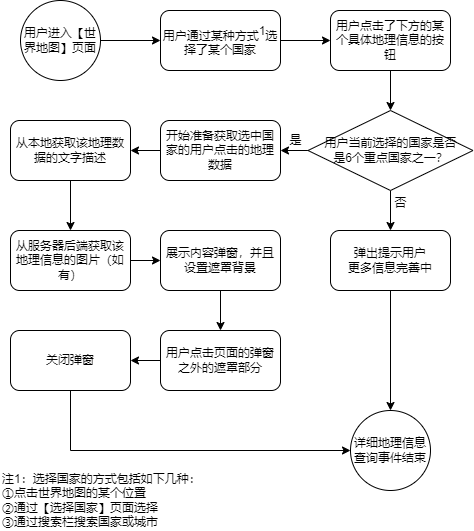 用户进入【世
界地图】页面
用户通过某种方式1选
择了某个国家
用户点击了下方的某
个具体地理信息的按
钮
用户当前选择的国家是否
是6个重点国家之一？
是
否
开始准备获取选中国
家的用户点击的地理
数据
从本地获取该地理数
据的文字描述
从服务器后端获取该
地理信息的图片（如
有）
展示内容弹窗，并且
设置遮罩背景
弹出提示用户
更多信息完善中
用户点击页面的弹窗
之外的遮罩部分
关闭弹窗
详细地理信息
查询事件结束
注1：选择国家的方式包括如下几种：
①点击世界地图的某个位置
②通过【选择国家】页面选择
③通过搜索栏搜索国家或城市